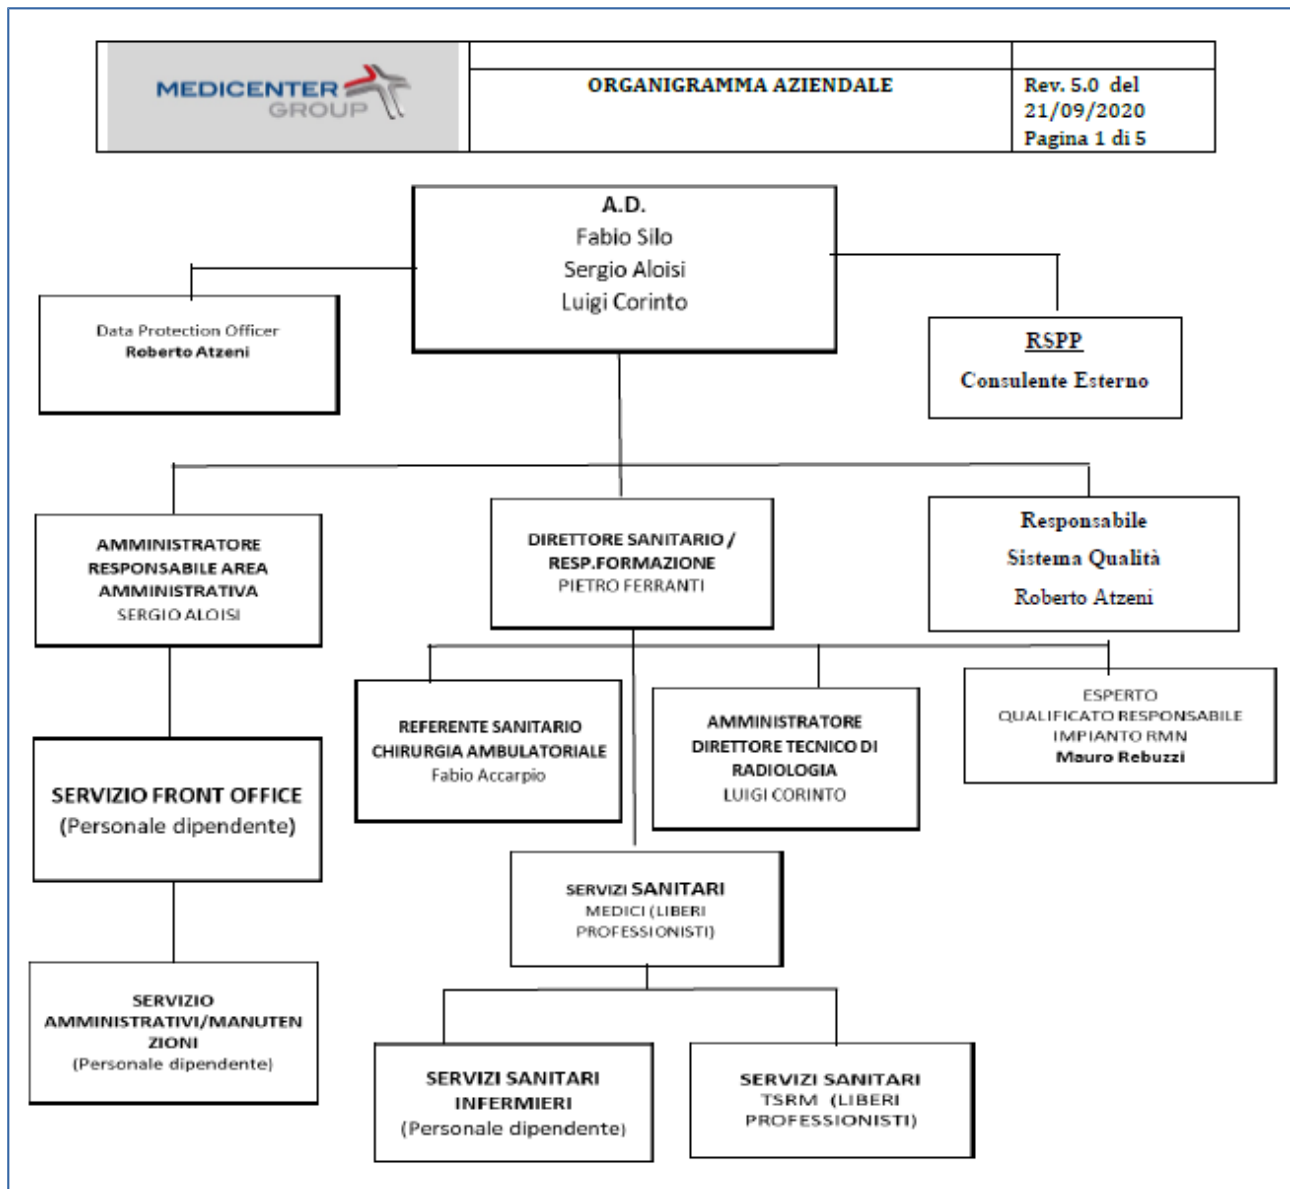 MEDICENTER
GROUP
ORGANIGRAMMA AZIENDALE
Rev. 5.0 del
21/09/2020
Pagina 1 di 5
A.D.
Fabio Silo
Sergio Aloisi
Luigi Corinto
Data Protection Officer
Roberto Atzeni
RSPP
Consulente Esterno
AMMINISTRATORE
RESPONSABILE AREA
AMMINISTRATIVA
SERGIO ALOISI
DIRETTORE SANITARIO /
RESP.FORMAZIONE
PIETRO FERRANTI
Responsabile
Sistema Qualità
Roberto Atzeni
REFERENTE SANITARIO
CHIRURGIA AMBULATORIALE
Fabio Accarpio
AMMINISTRATORE
DIRETTORE TECNICO DI
RADIOLOGIA
LUIGI CORINTO
ESPERTO
QUALIFICATO RESPONSABILE
IMPIANTO RMN
Mauro Rebuzzi
SERVIZIO FRONT OFFICE
(Personale dipendente)
SERVIZI SANITARI
MEDICI (LIBERI
PROFESSIONISTI)
SERVIZIO
AMMINISTRATIVI/MANUTEN
ZIONI
(Personale dipendente)
SERVIZI SANITARI
INFERMIERI
(Personale dipendente)
SERVIZI SANITARI
TSRM (LIBERI
PROFESSIONISTI)